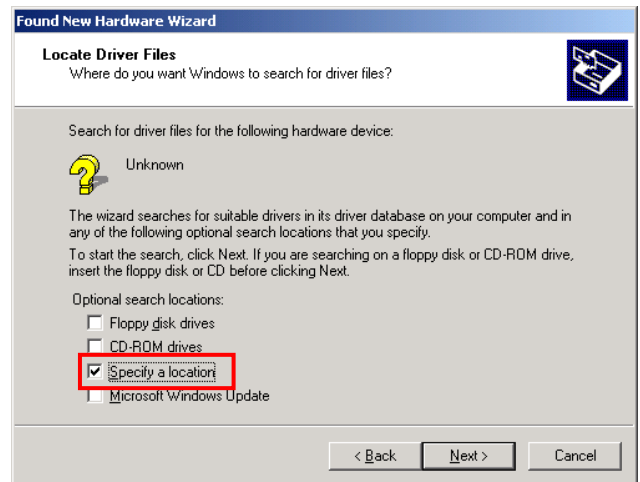 Found New Hardware Wizard
Locate Driver Files
Where do you want Windows to search for driver files?
Search for driver files for the following hardware device:
Unknown
The wizard searches for suitable drivers in its driver database on your computer and in
any of the following optional search locations that you specify.
To start the search, click Next. If you are searching on a floppy disk or CD-ROM drive,
insert the floppy disk or CD before clicking Next.
Optional search locations:
Floppy disk drives
CD-ROM drives
Specify a location
Microsoft Windows Update
< Back Next > Cancel